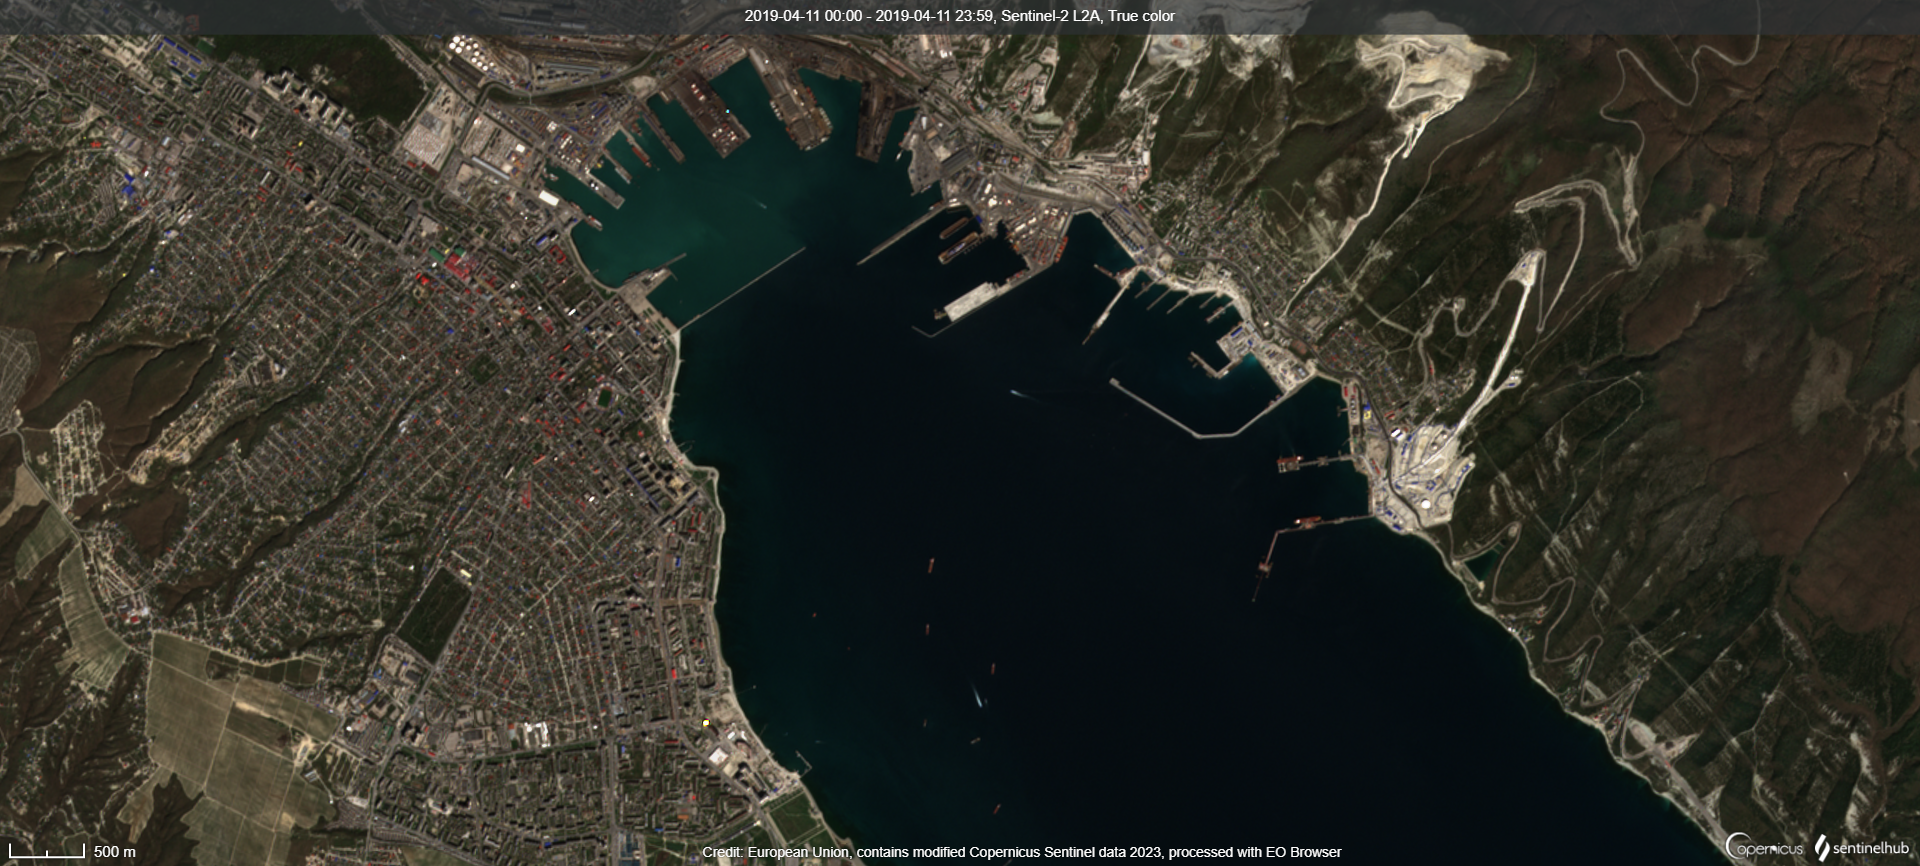 2019-04-11 00:00 - 2019-04-11 23:59, Sentinel-2 L2A, True color
500 m
Credit: European Union, contains modified Copernicus Sentinel data 2023, processed with EO Browser
opernicus
sentinelhub